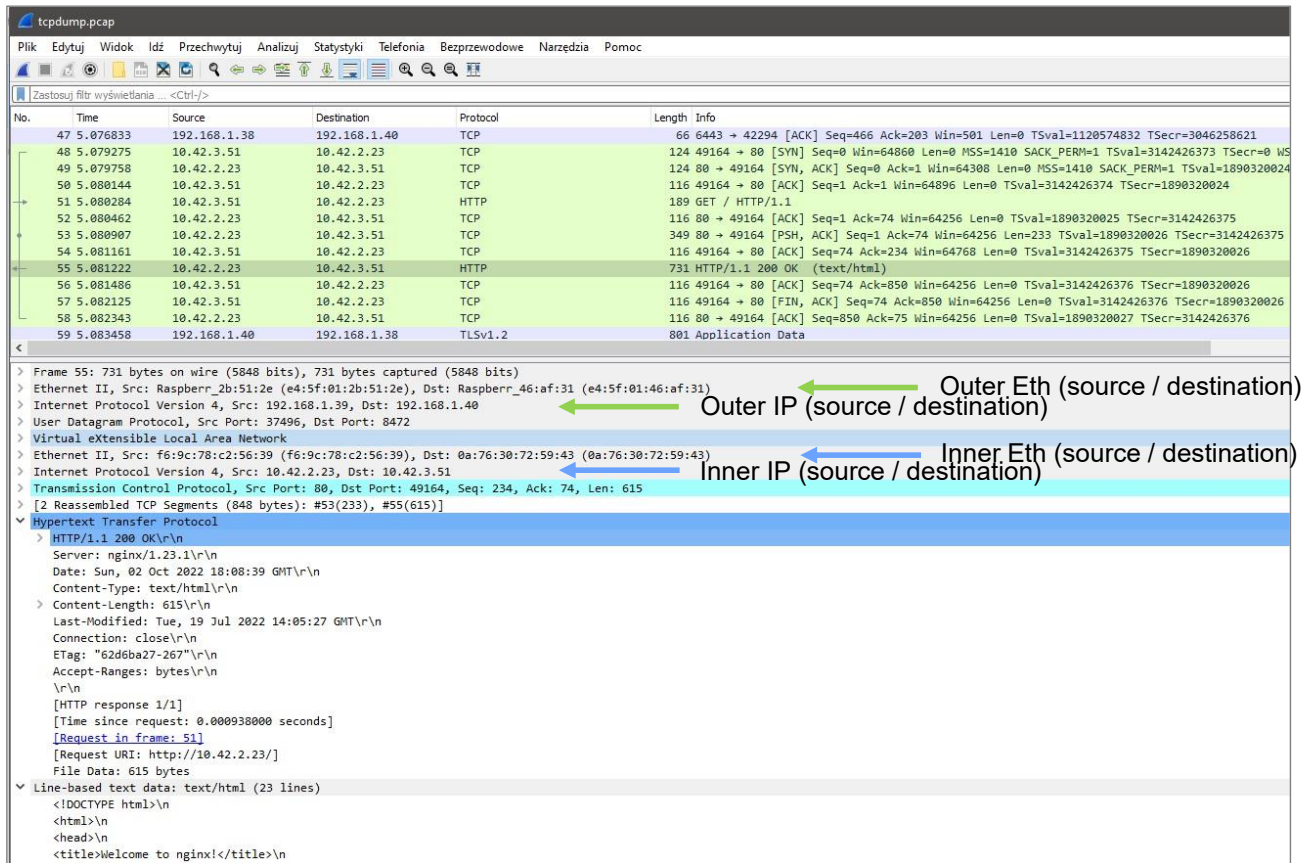 tcpdump.pcap
Plik Edytuj Widok Idź Przechwytuj Analizuj Statystyki Telefonia Bezprzewodowe Narzędzia Pomoc
Zastosuj filtr wyświetlania ... <Ctrl-/>
No. Time Source Destination Protocol Length Info
47 5.076833 192.168.1.38 192.168.1.40 TCP 66 6443 → 42294 [ACK] Seq=466 Ack=203 Win=501 Len=0 TSval=1120574832 TSecr=3046258621
48 5.079275 10.42.3.51 10.42.2.23 TCP 124 49164 → 80 [SYN] Seq=0 Win=64860 Len=0 MSS=1410 SACK_PERM=1 TSval=3142426373 TSecr=0 WS
49 5.079758 10.42.2.23 10.42.3.51 TCP 124 80 → 49164 [SYN, ACK] Seq=0 Ack=1 Win=64308 Len=0 MSS=1410 SACK_PERM=1 TSval=1890320024
50 5.080144 10.42.3.51 10.42.2.23 TCP 116 49164 → 80 [ACK] Seq=1 Ack=1 Win=64896 Len=0 TSval=3142426374 TSecr=1890320024
51 5.080284 10.42.3.51 10.42.2.23 HTTP 189 GET / HTTP/1.1
52 5.080462 10.42.2.23 10.42.3.51 TCP 116 80 → 49164 [ACK] Seq=1 Ack=74 Win=64256 Len=0 TSval=1890320025 TSecr=3142426375
53 5.080907 10.42.2.23 10.42.3.51 TCP 349 80 → 49164 [PSH, ACK] Seq=1 Ack=74 Win=64256 Len=233 TSval=1890320026 TSecr=3142426375
54 5.081161 10.42.3.51 10.42.2.23 TCP 116 49164 → 80 [ACK] Seq=74 Ack=234 Win=64768 Len=0 TSval=3142426375 TSecr=1890320026
55 5.081222 10.42.2.23 10.42.3.51 HTTP 731 HTTP/1.1 200 OK (text/html)
56 5.081486 10.42.3.51 10.42.2.23 TCP 116 49164 → 80 [ACK] Seq=74 Ack=850 Win=64256 Len=0 TSval=3142426376 TSecr=1890320026
57 5.082125 10.42.3.51 10.42.2.23 TCP 116 49164 → 80 [FIN, ACK] Seq=74 Ack=850 Win=64256 Len=0 TSval=3142426376 TSecr=1890320026
58 5.082343 10.42.2.23 10.42.3.51 TCP 116 80 → 49164 [ACK] Seq=850 Ack=75 Win=64256 Len=0 TSval=1890320027 TSecr=3142426376
59 5.083458 192.168.1.40 192.168.1.38 TLSv1.2 801 Application Data
Frame 55: 731 bytes on wire (5848 bits), 731 bytes captured (5848 bits)
Ethernet II, Src: Raspberr_2b:51:2e (e4:5f:01:2b:51:2e), Dst: Raspberr_46:af:31 (e4:5f:01:46:af:31) Outer Eth (source / destination)
Internet Protocol Version 4, Src: 192.168.1.39, Dst: 192.168.1.40 Outer IP (source / destination)
User Datagram Protocol, Src Port: 37496, Dst Port: 8472
Virtual eXtensible Local Area Network
Ethernet II, Src: f6:9c:78:c2:56:39 (f6:9c:78:c2:56:39), Dst: 0a:76:30:72:59:43 (0a:76:30:72:59:43) Inner Eth (source / destination)
Internet Protocol Version 4, Src: 10.42.2.23, Dst: 10.42.3.51 Inner IP (source / destination)
Transmission Control Protocol, Src Port: 80, Dst Port: 49164, Seq: 234, Ack: 74, Len: 615
[2 Reassembled TCP Segments (848 bytes): #53(233), #55(615)]
Hypertext Transfer Protocol
HTTP/1.1 200 OK\r\n
Server: nginx/1.23.1\r\n
Date: Sun, 02 Oct 2022 18:08:39 GMT\r\n
Content-Type: text/html\r\n
Content-Length: 615\r\n
Last-Modified: Tue, 19 Jul 2022 14:05:27 GMT\r\n
Connection: close\r\n
ETag: "62d6ba27-267"\r\n
Accept-Ranges: bytes\r\n
\r\n
[HTTP response 1/1]
[Time since request: 0.000938000 seconds]
[Request in frame: 51]
[Request URI: http://10.42.2.23/]
File Data: 615 bytes
Line-based text data: text/html (23 lines)
<!DOCTYPE html>\n
<html>\n
<head>\n
<title>Welcome to nginx!</title>\n